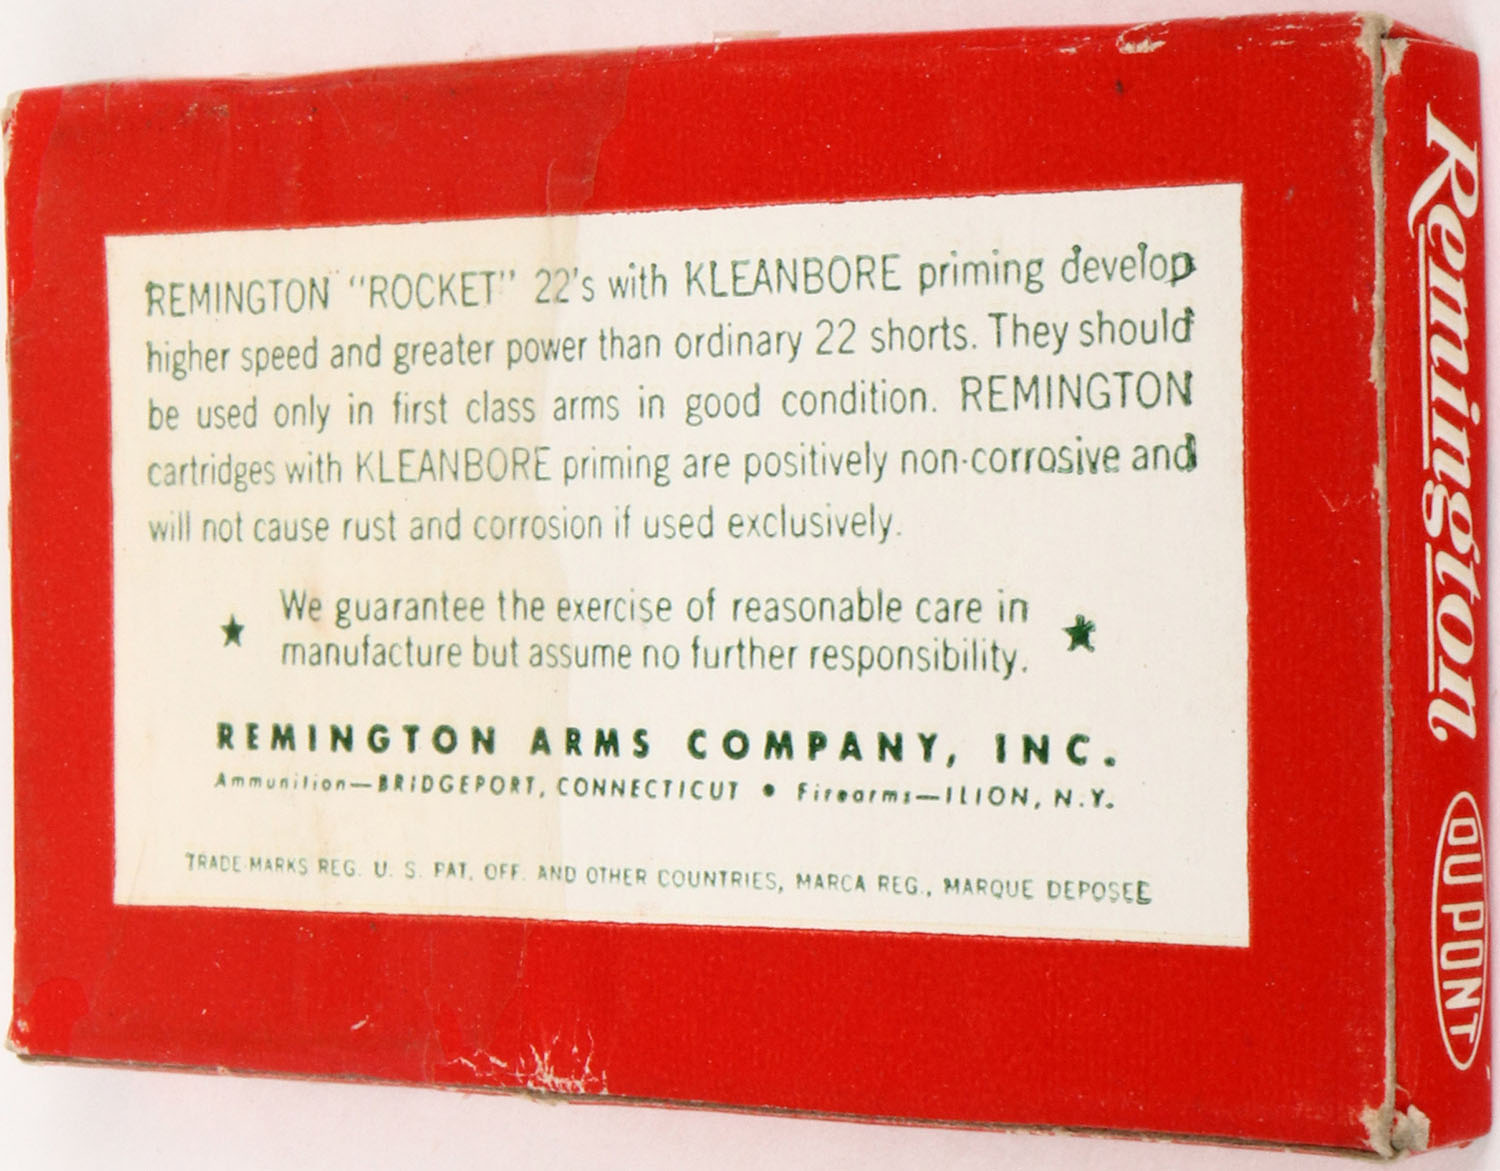 REMINGTON "ROCKET" 22's with KLEANBORE priming develop
higher speed and greater power than ordinary 22 shorts. They should
be used only in first class arms in good condition. REMINGTON
cartridges with KLEANBORE priming are positively non-corrosive and
will not cause rust and corrosion if used exclusively.
★ We guarantee the exercise of reasonable care in ★
manufacture but assume no further responsibility.
REMINGTON ARMS COMPANY, INC.
Ammunition—BRIDGEPORT, CONNECTICUT • Firearms—ILION, N.Y.
TRADE-MARKS REG. U. S. PAT. OFF. AND OTHER COUNTRIES, MARCA REG., MARQUE DEPOSEE
Remington
DUPONT